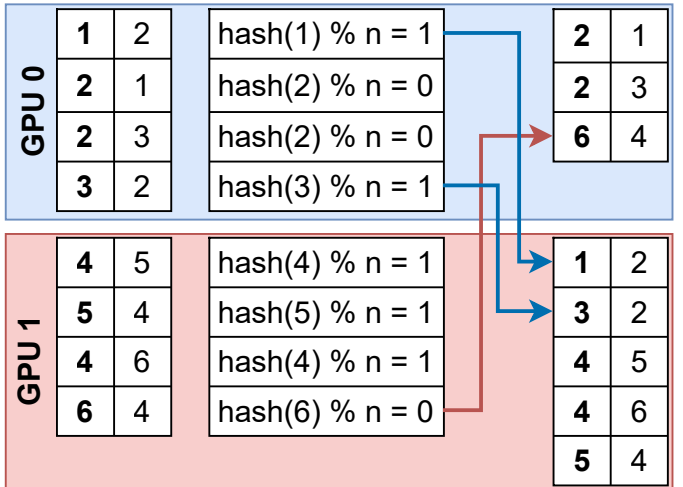 GPU 0
1 2 hash(1) % n = 1 2 1
2 1 hash(2) % n = 0 2 3
2 3 hash(2) % n = 0 6 4
3 2 hash(3) % n = 1
GPU 1
4 5 hash(4) % n = 1 1 2
5 4 hash(5) % n = 1 3 2
4 6 hash(4) % n = 1 4 5
6 4 hash(6) % n = 0 4 6
5 4